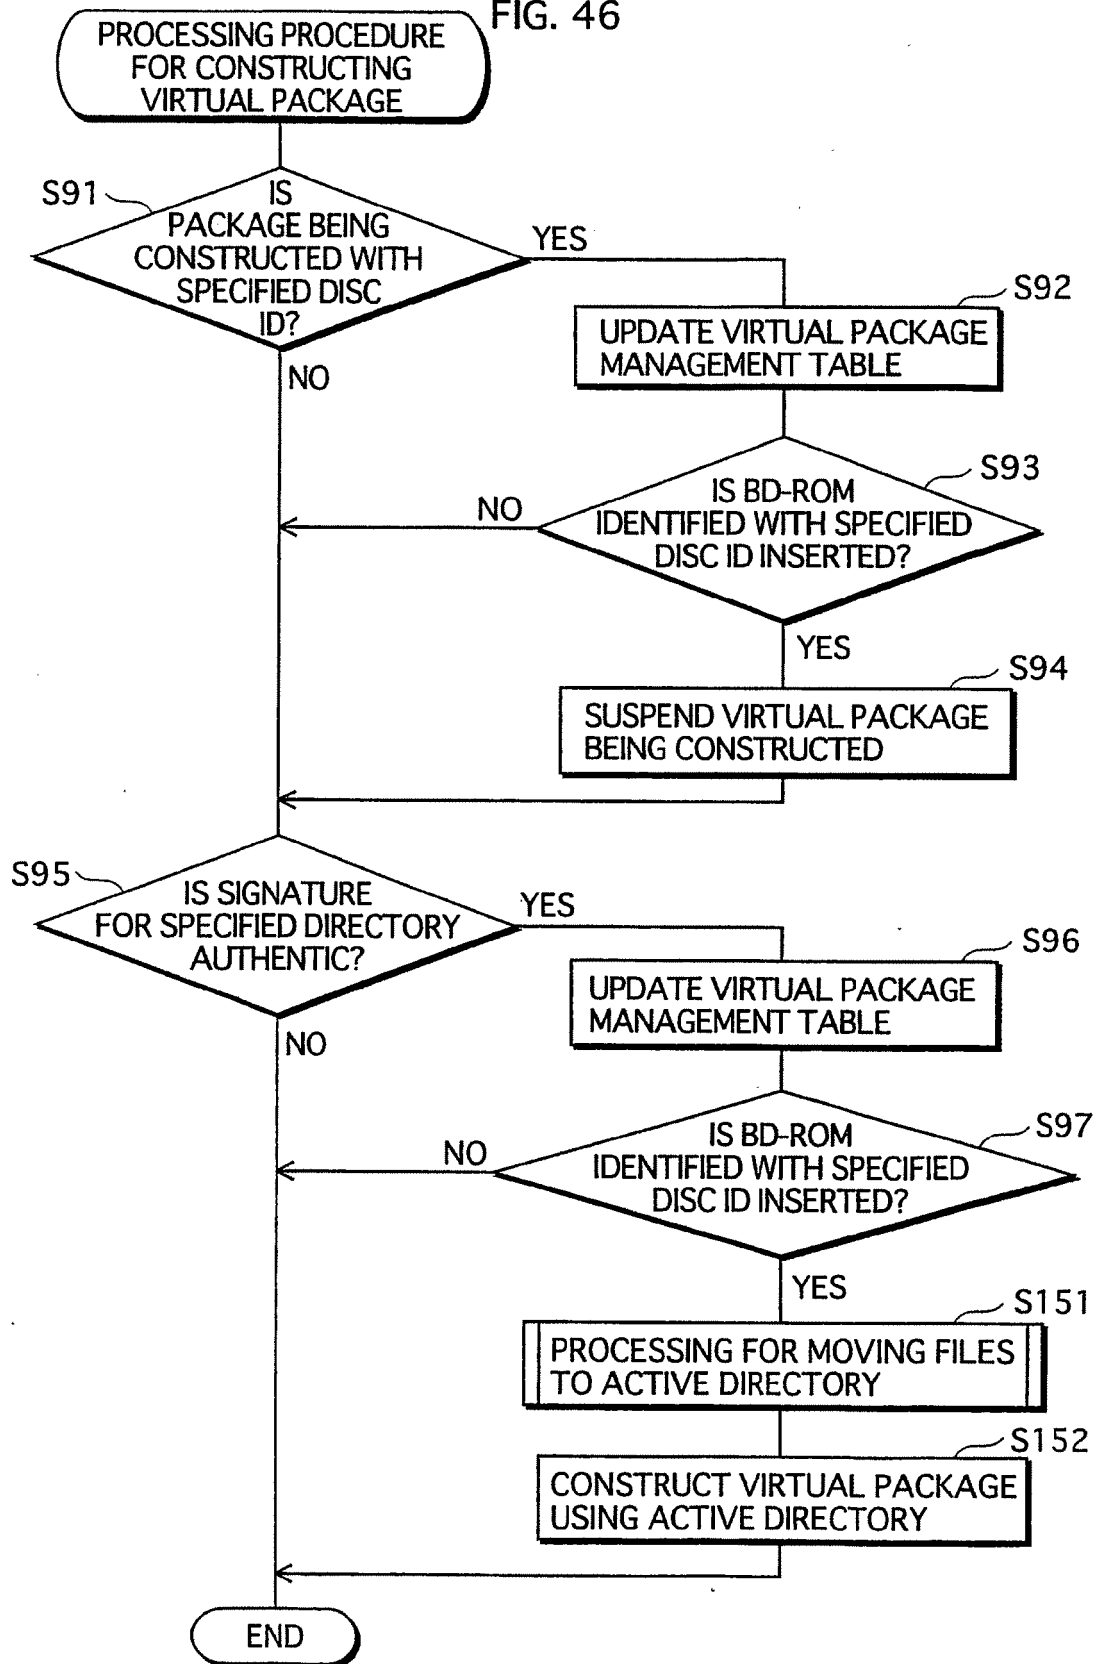 FIG. 46
PROCESSING PROCEDURE
FOR CONSTRUCTING
VIRTUAL PACKAGE
S91
IS
PACKAGE BEING
CONSTRUCTED WITH
SPECIFIED DISC
ID?
YES
NO
S92
UPDATE VIRTUAL PACKAGE
MANAGEMENT TABLE
S93
IS BD-ROM
IDENTIFIED WITH SPECIFIED
DISC ID INSERTED?
NO
YES
S94
SUSPEND VIRTUAL PACKAGE
BEING CONSTRUCTED
S95
IS SIGNATURE
FOR SPECIFIED DIRECTORY
AUTHENTIC?
YES
NO
S96
UPDATE VIRTUAL PACKAGE
MANAGEMENT TABLE
S97
IS BD-ROM
IDENTIFIED WITH SPECIFIED
DISC ID INSERTED?
NO
YES
S151
PROCESSING FOR MOVING FILES
TO ACTIVE DIRECTORY
S152
CONSTRUCT VIRTUAL PACKAGE
USING ACTIVE DIRECTORY
END